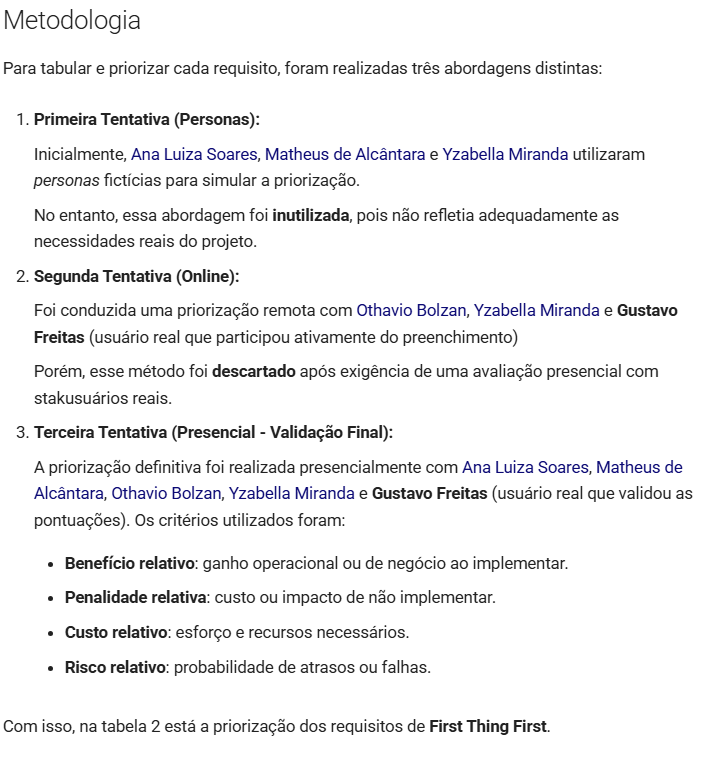 Metodologia
Para tabular e priorizar cada requisito, foram realizadas três abordagens distintas:
1. Primeira Tentativa (Personas):
Inicialmente, Ana Luiza Soares, Matheus de Alcântara e Yzabella Miranda utilizaram
personas fictícias para simular a priorização.
No entanto, essa abordagem foi inutilizada, pois não refletia adequadamente as
necessidades reais do projeto.
2. Segunda Tentativa (Online):
Foi conduzida uma priorização remota com Othavio Bolzan, Yzabella Miranda e Gustavo
Freitas (usuário real que participou ativamente do preenchimento)
Porém, esse método foi descartado após exigência de uma avaliação presencial com
stakusuários reais.
3. Terceira Tentativa (Presencial - Validação Final):
A priorização definitiva foi realizada presencialmente com Ana Luiza Soares, Matheus de
Alcântara, Othavio Bolzan, Yzabella Miranda e Gustavo Freitas (usuário real que validou as
pontuações). Os critérios utilizados foram:
• Benefício relativo: ganho operacional ou de negócio ao implementar.
• Penalidade relativa: custo ou impacto de não implementar.
• Custo relativo: esforço e recursos necessários.
• Risco relativo: probabilidade de atrasos ou falhas.
Com isso, na tabela 2 está a priorização dos requisitos de First Thing First.